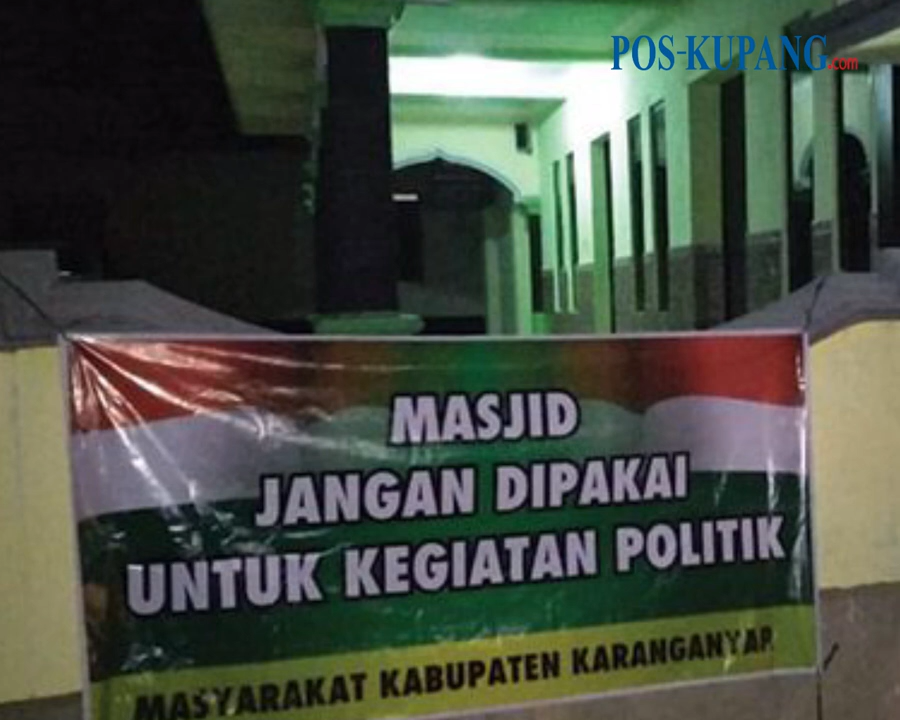 POS-KUPANG.com
MASJID
JANGAN DIPAKAI
UNTUK KEGIATAN POLITIK
MASYARAKAT KABUPATEN KARANGANYAR